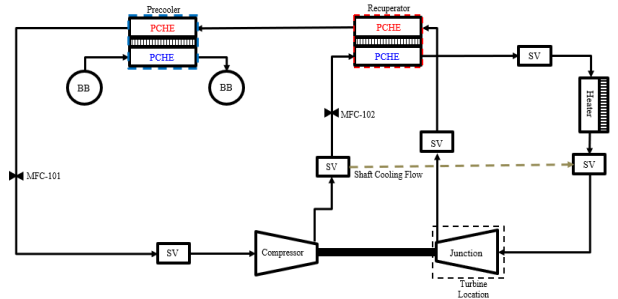 Precooler
Recuperator
PCHE
PCHE
PCHE
PCHE
SV
BB
BB
Heater
MFC-102
SV
SV
Shaft Cooling Flow
SV
MFC-101
SV
Compressor
Junction
Turbine
Location